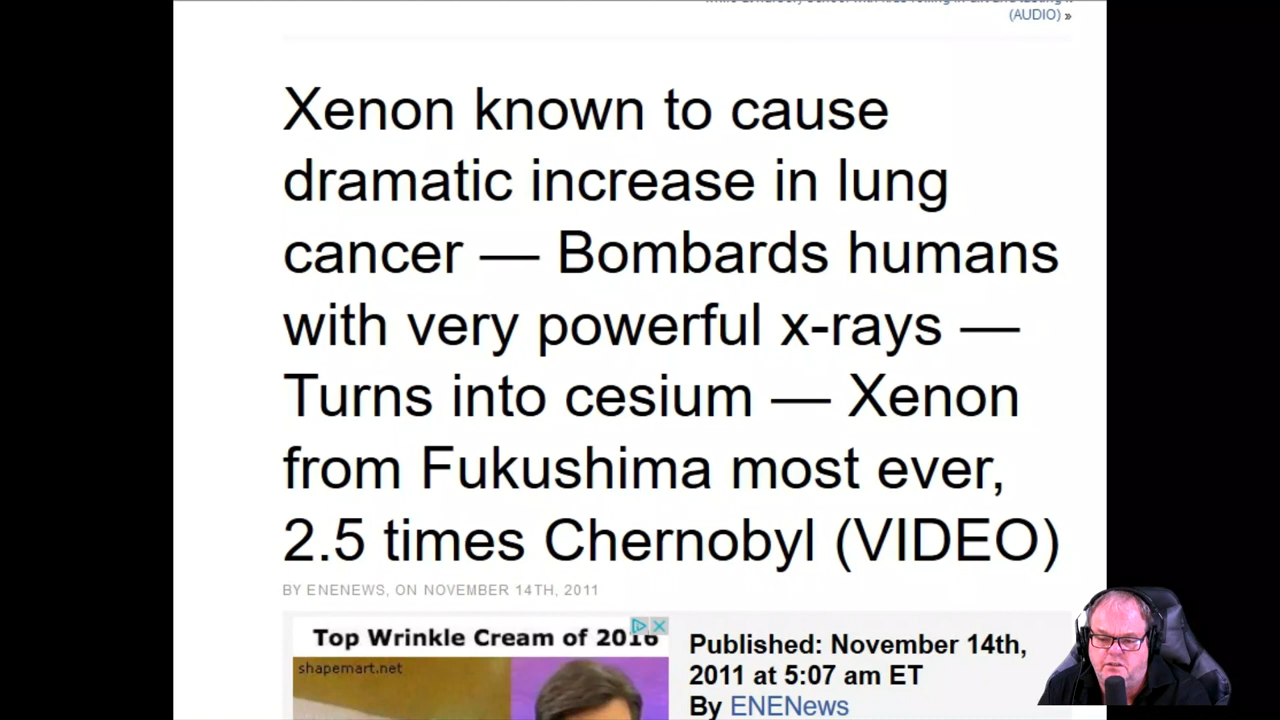 (AUDIO) »
Xenon known to cause
dramatic increase in lung
cancer — Bombards humans
with very powerful x-rays —
Turns into cesium — Xenon
from Fukushima most ever,
2.5 times Chernobyl (VIDEO)
BY ENENEWS, ON NOVEMBER 14TH, 2011
Top Wrinkle Cream of 2016
shapemart.net
Published: November 14th,
2011 at 5:07 am ET
By ENENews